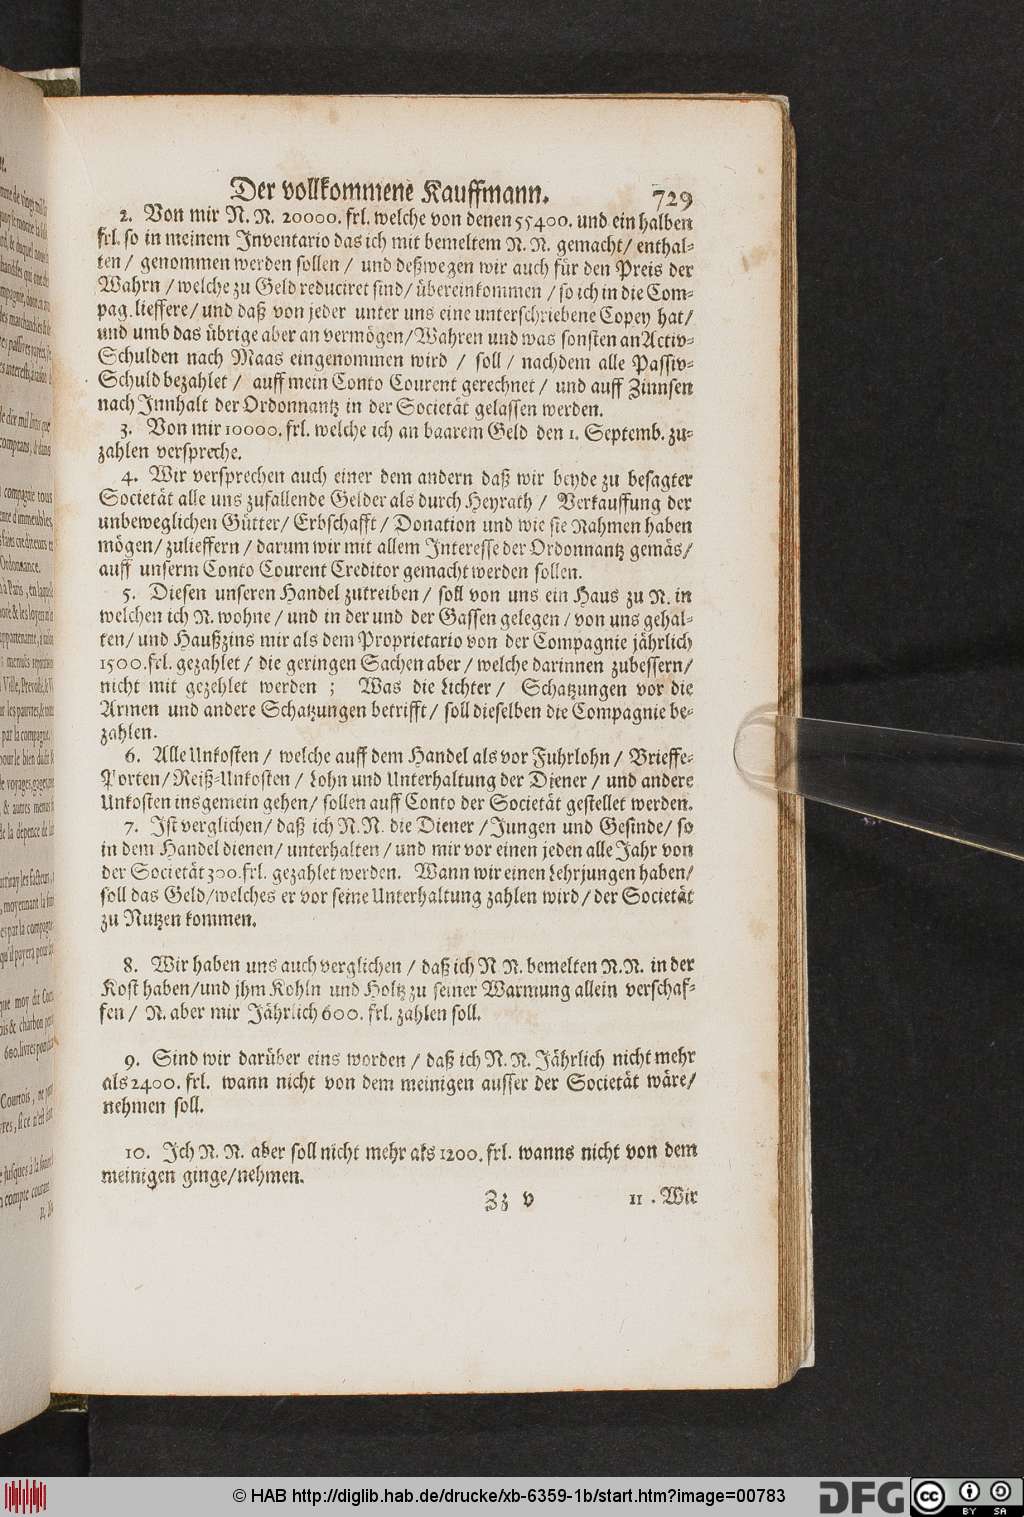 Der vollkommene Kauffmann. 729
2. Von mir N. N. 20000. frl. welche von denen 55400. und ein halben
frl. so in meinem Inventario das ich mit bemeltem N. N. gemacht/ enthal-
ten / genommen werden sollen / und deßwegen wir auch für den Preis der
Wahrn / welche zu Geld reduciret sind/ übereinkommen / so ich in die Com-
pag. lieffere/ und daß von jeder unter uns eine unterschriebene Copey hat/
und umb das übrige aber an vermögen/ Wahren und was sonsten an Activ-
Schulden nach Maas eingenommen wird / soll / nachdem alle Passiv-
Schuld bezahlet / auff mein Conto Courent gerechnet / und auff Zinnsen
nach Innhalt der Ordonnantz in der Societät gelassen werden.
3. Von mir 10000. frl. welche ich an baarem Geld den 1. Septemb. zu-
zahlen verspreche.
4. Wir versprechen auch einer dem andern daß wir beyde zu besagter
Societät alle uns zufallende Gelder als durch Heyrath / Verkauffung der
unbeweglichen Gütter/ Erbschafft / Donation und wie sie Nahmen haben
mögen/ zulieffern / darum wir mit allem Interesse der Ordonnantz gemäs/
auff unserm Conto Courent Creditor gemacht werden sollen.
5. Diesen unseren Handel zutreiben / soll von uns ein Haus zu N. in
welchen ich N. wohne / und in der und der Gassen gelegen / von uns gehal-
ten/ und Haußzins mir als dem Proprietario von der Compagnie jährlich
1500. frl. gezahlet / die geringen Sachen aber / welche darinnen zubessern/
nicht mit gezehlet werden ; Was die Lichter / Schatzungen vor die
Armen und andere Schatzungen betrifft / soll dieselben die Compagnie be-
zahlen.
6. Alle Unkosten / welche auff dem Handel als vor Fuhrlohn / Brieffe-
Porten / Reiß-Unkosten / Lohn und Unterhaltung der Diener / und andere
Unkosten insgemein gehen/ sollen auff Conto der Societät gestellet werden.
7. Ist verglichen/ daß ich N. N. die Diener / Jungen und Gesinde/ so
in dem Handel dienen/ unterhalten / und mir vor einen jeden alle Jahr von
der Societät 300. frl. gezahlet werden. Wann wir einen Lehrjungen haben/
soll das Geld/ welches er vor seine Unterhaltung zahlen wird / der Societät
zu Nutzen kommen.
8. Wir haben uns auch verglichen / daß ich N N. bemelten N. N. in der
Kost haben/ und jhm Kohln und Holtz zu seiner Warmung allein verschaf-
fen / N. aber mir Jährlich 600. frl. zahlen soll.
9. Sind wir darüber eins worden / daß ich N. N. Jährlich nicht mehr
als 2400. frl. wann nicht von dem meinigen ausser der Societät wäre/
nehmen soll.
10. Ich N. N. aber soll nicht mehr als 1200. frl. wanns nicht von dem
meinigen ginge/ nehmen.
Zz v 11. Wir
© HAB http://diglib.hab.de/drucke/xb-6359-1b/start.htm?image=00783
DFG
cc BY SA